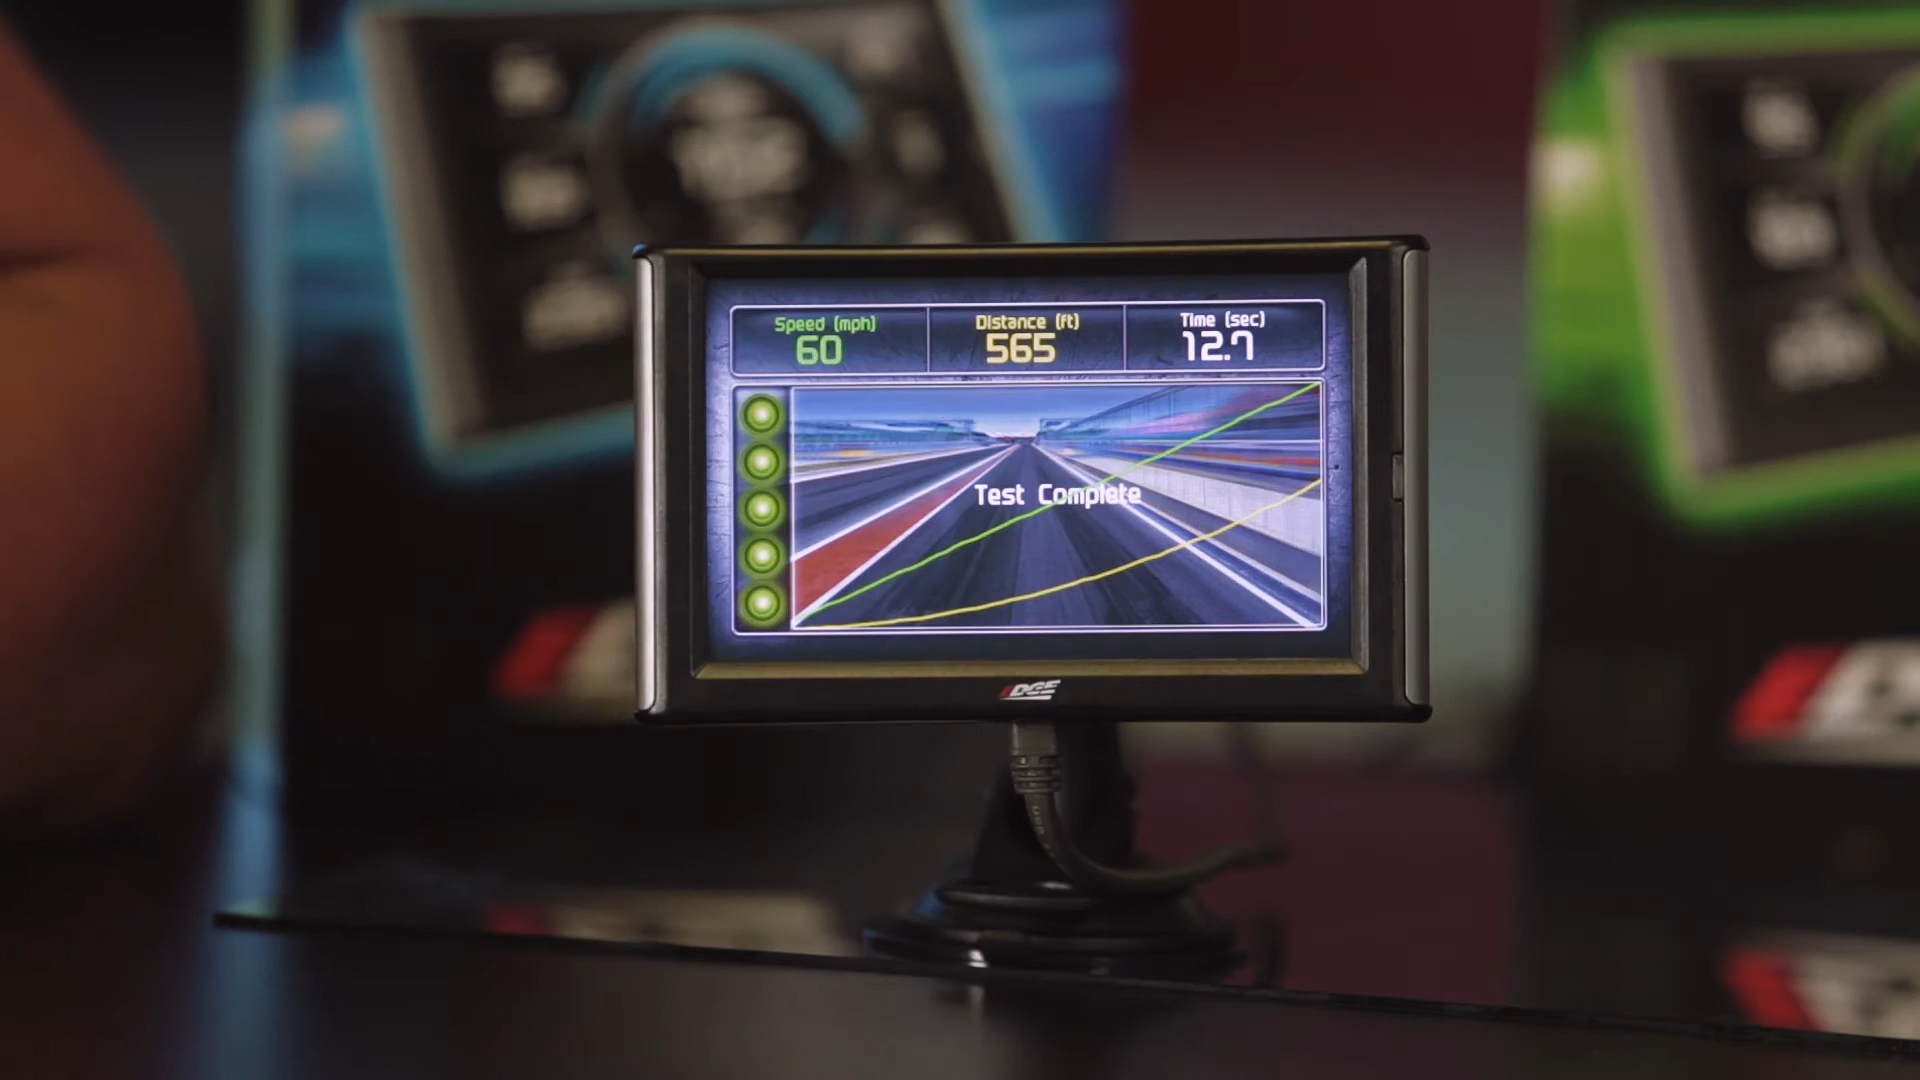 Speed (mph)
60
Distance (ft)
565
Time (sec)
12.7
Test Complete
EDGE